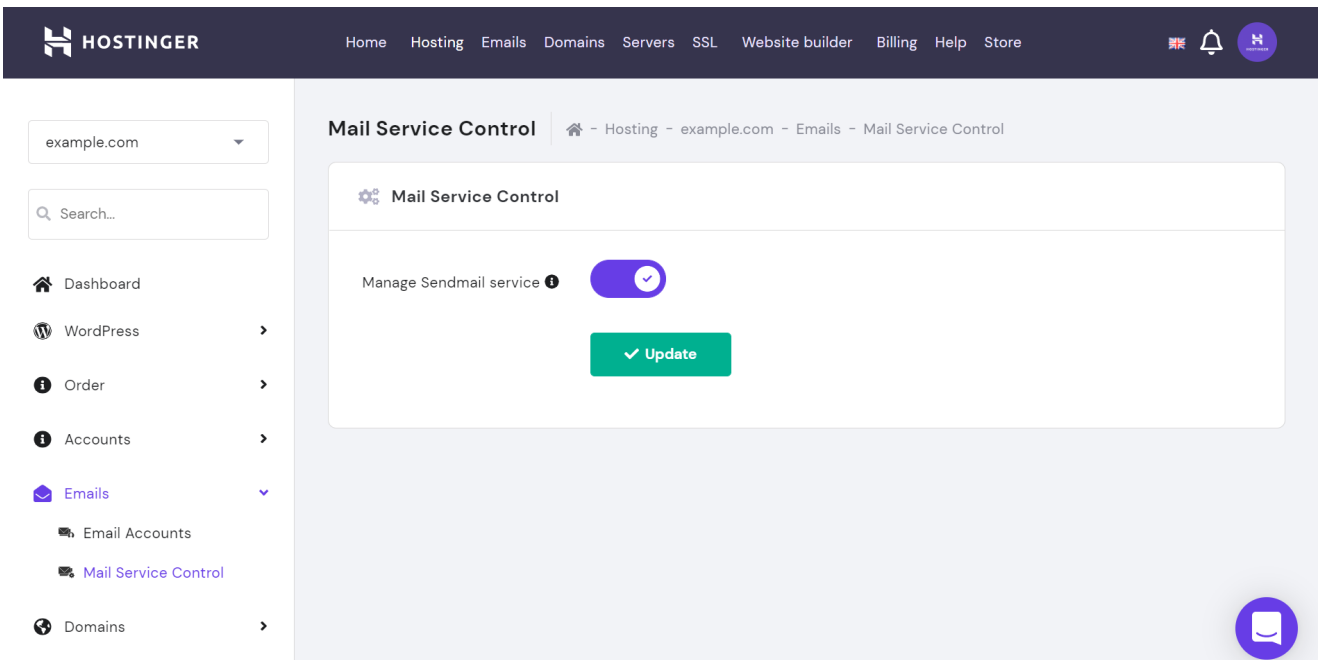 HOSTINGER
Home Hosting Emails Domains Servers SSL Website builder Billing Help Store
example.com
Search...
Dashboard
WordPress
Order
Accounts
Emails
Email Accounts
Mail Service Control
Domains
Mail Service Control
- Hosting - example.com - Emails - Mail Service Control
Mail Service Control
Manage Sendmail service
Update